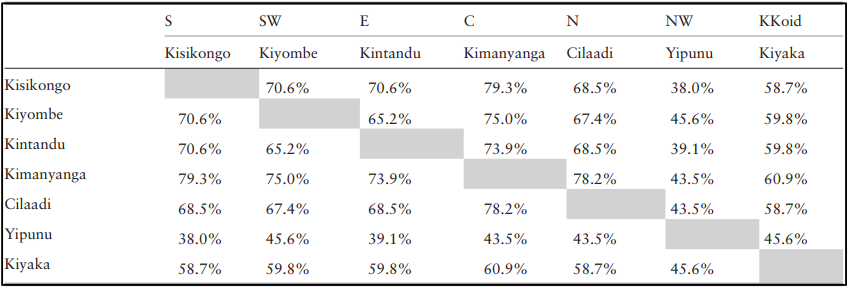 S SW E C N NW KKoid
Kisikongo Kiyombe Kintandu Kimanyanga Cilaadi Yipunu Kiyaka
Kisikongo 70.6% 70.6% 79.3% 68.5% 38.0% 58.7%
Kiyombe 70.6% 65.2% 75.0% 67.4% 45.6% 59.8%
Kintandu 70.6% 65.2% 73.9% 68.5% 39.1% 59.8%
Kimanyanga 79.3% 75.0% 73.9% 78.2% 43.5% 60.9%
Cilaadi 68.5% 67.4% 68.5% 78.2% 43.5% 58.7%
Yipunu 38.0% 45.6% 39.1% 43.5% 43.5% 45.6%
Kiyaka 58.7% 59.8% 59.8% 60.9% 58.7% 45.6%